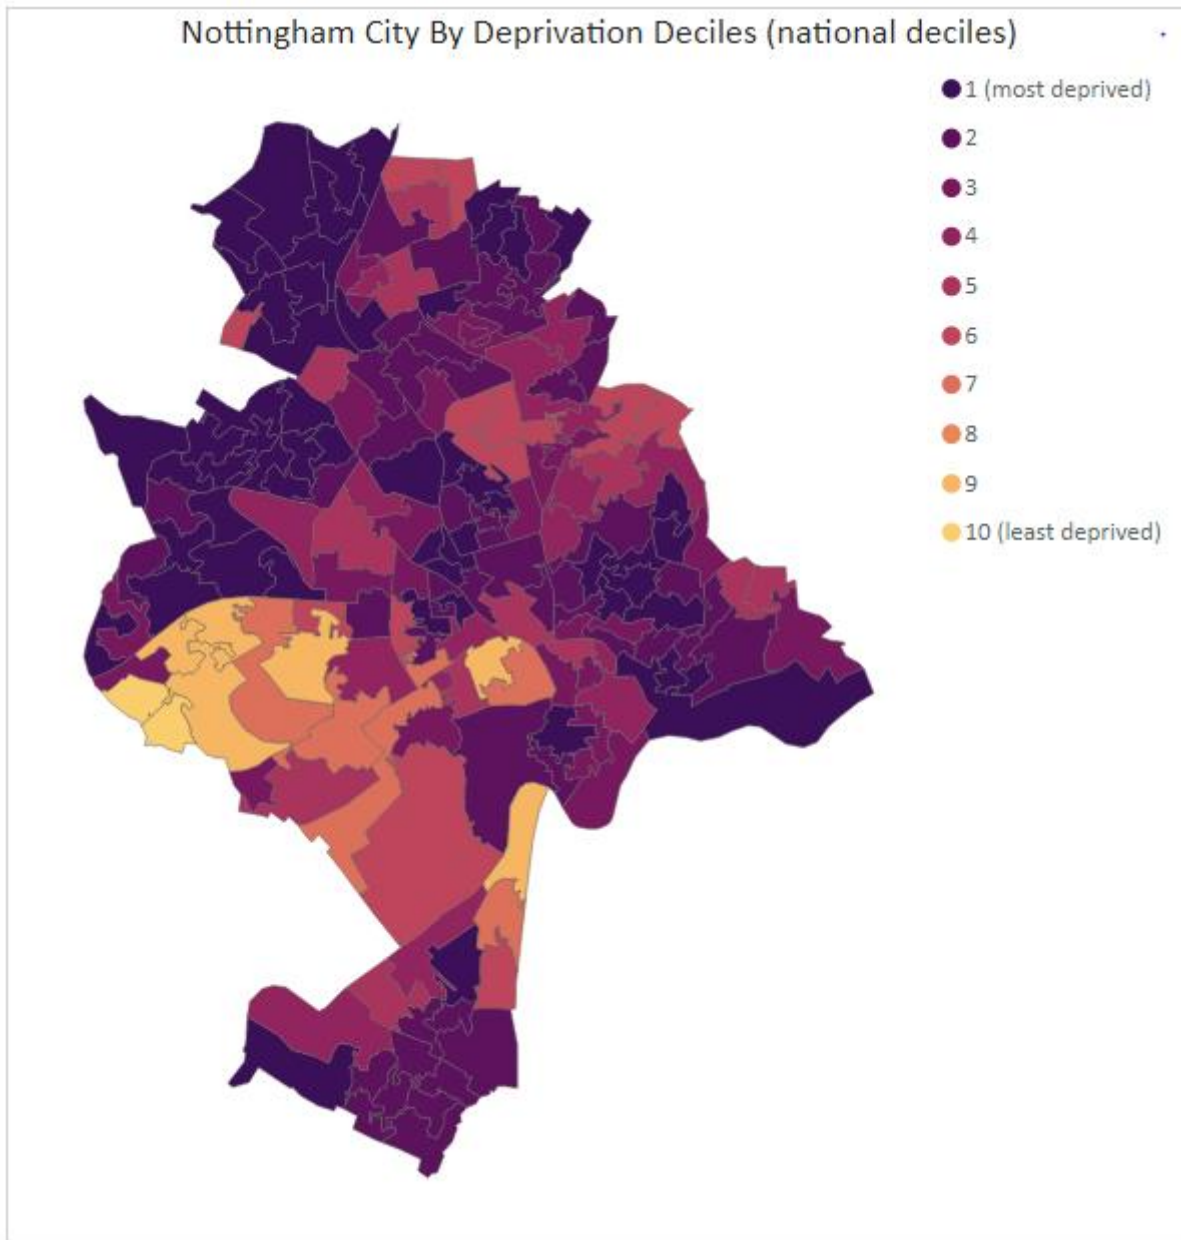 Nottingham City By Deprivation Deciles (national deciles)
1 (most deprived)
2
3
4
5
6
7
8
9
10 (least deprived)